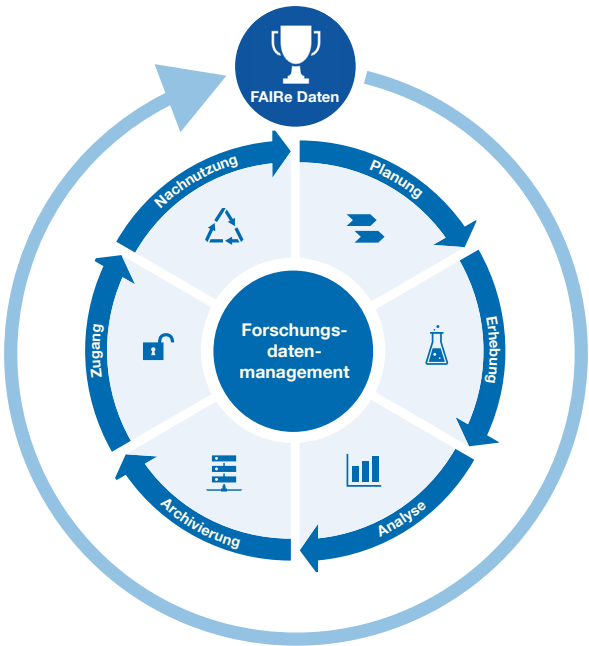 FAIRe Daten
Planung
Erhebung
Analyse
Archivierung
Zugang
Nachnutzung
Forschungs-
daten-
management